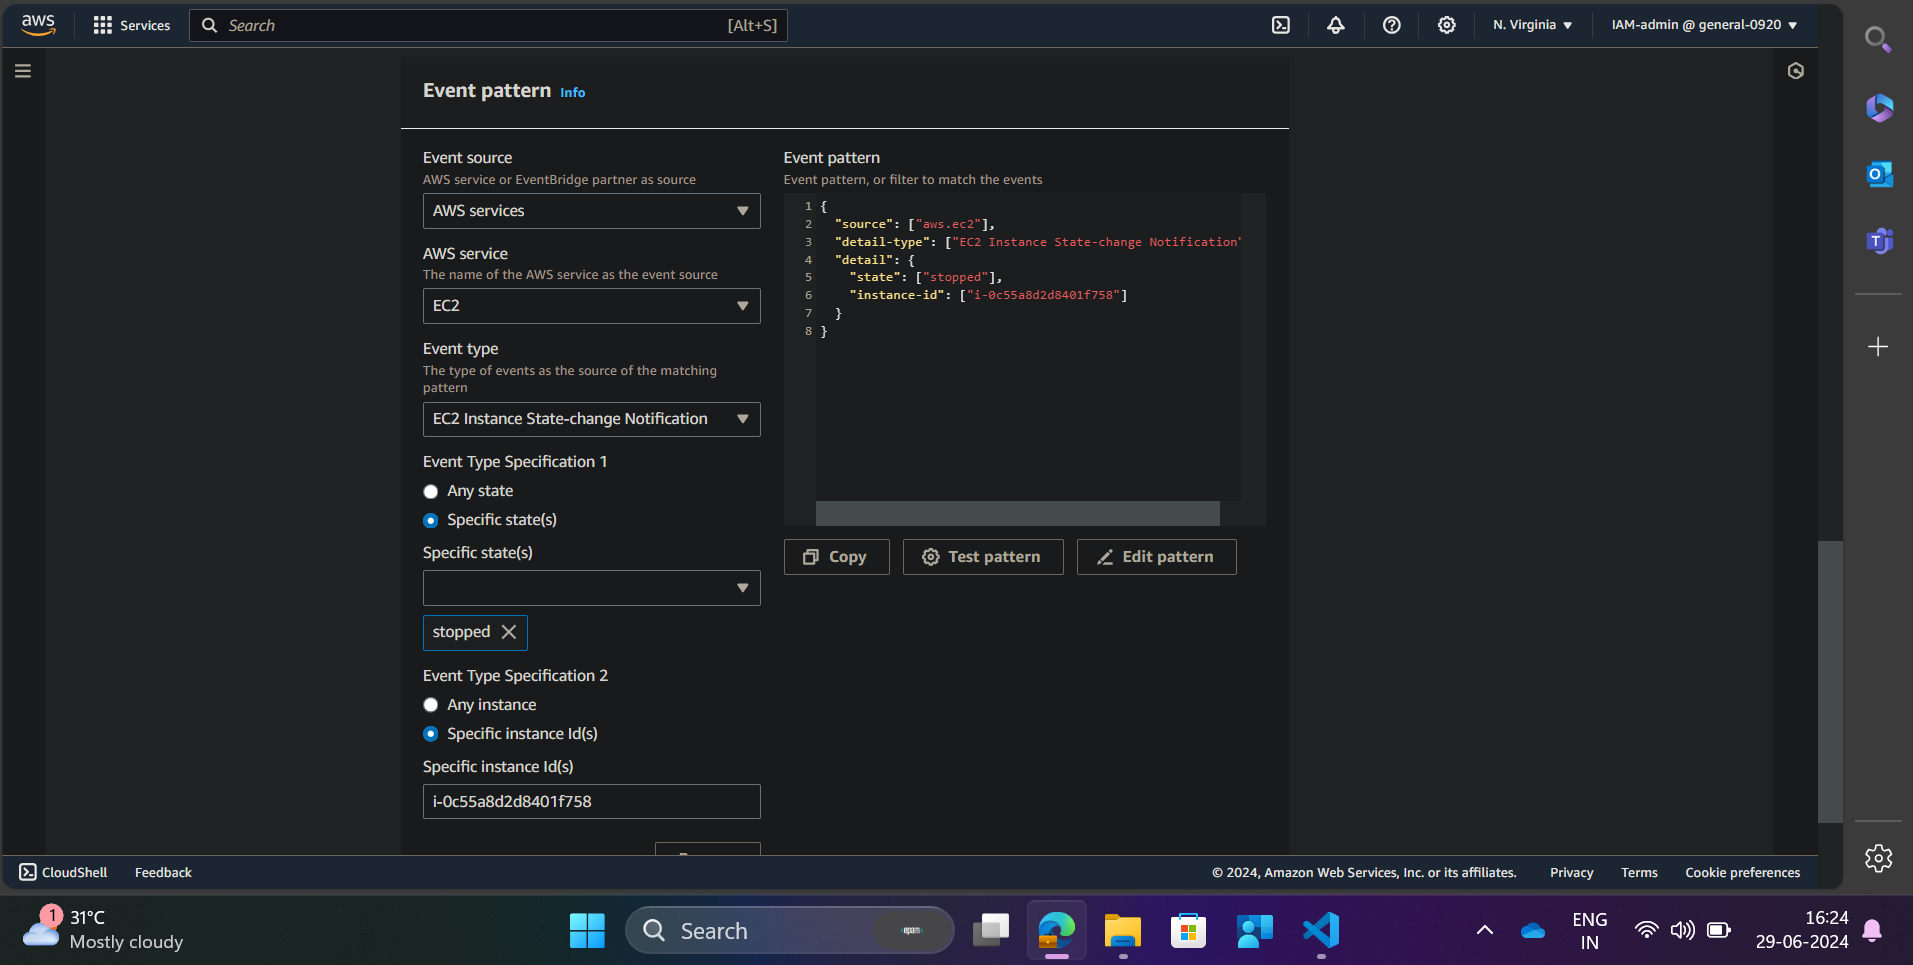 aws
Services
Search
[Alt+S]
N. Virginia
IAM-admin @ general-0920
Event pattern Info
Event source
AWS service or EventBridge partner as source
AWS services
AWS service
The name of the AWS service as the event source
EC2
Event type
The type of events as the source of the matching
pattern
EC2 Instance State-change Notification
Event Type Specification 1
Any state
Specific state(s)
Specific state(s)
stopped
Event Type Specification 2
Any instance
Specific instance Id(s)
Specific instance Id(s)
i-0c55a8d2d8401f758
Event pattern
Event pattern, or filter to match the events
1 {
2 "source": ["aws.ec2"],
3 "detail-type": ["EC2 Instance State-change Notification"
4 "detail": {
5 "state": ["stopped"],
6 "instance-id": ["i-0c55a8d2d8401f758"]
7 }
8 }
Copy
Test pattern
Edit pattern
CloudShell
Feedback
© 2024, Amazon Web Services, Inc. or its affiliates.
Privacy
Terms
Cookie preferences
1
31°C
Mostly cloudy
Search
epam
ENG
IN
16:24
29-06-2024